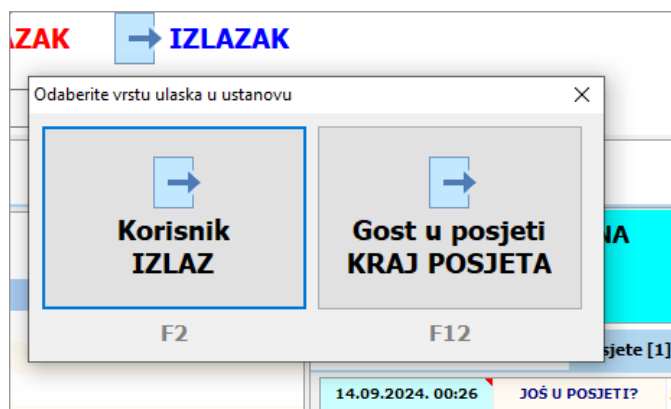 AZAK IZLAZAK
Odaberite vrstu ulaska u ustanovu
Korisnik
IZLAZ
Gost u posjeti
KRAJ POSJETA
NA
F2
F12
sjete [1]
14.09.2024. 00:26
JOŠ U POSJETI?